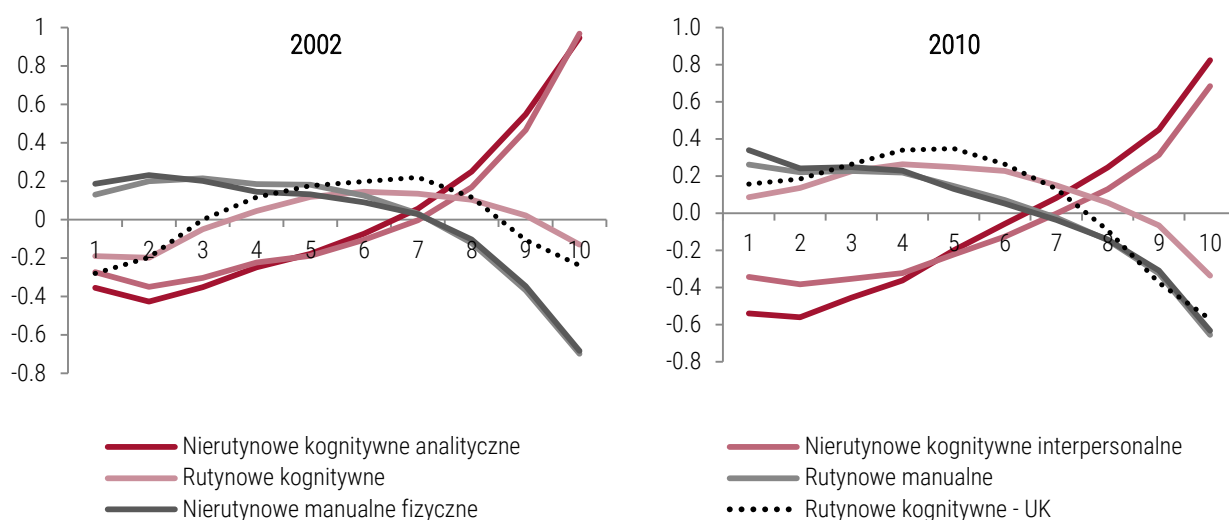 2002
1
0.8
0.6
0.4
0.2
0
-0.2
-0.4
-0.6
-0.8
1 2 3 4 5 6 7 8 9 10
2010
1.0
0.8
0.6
0.4
0.2
0.0
-0.2
-0.4
-0.6
-0.8
1 2 3 4 5 6 7 8 9 10
Nierutynowe kognitywne analityczne
Nierutynowe kognitywne interpersonalne
Rutynowe kognitywne
Rutynowe manualne
Nierutynowe manualne fizyczne
Rutynowe kognitywne - UK